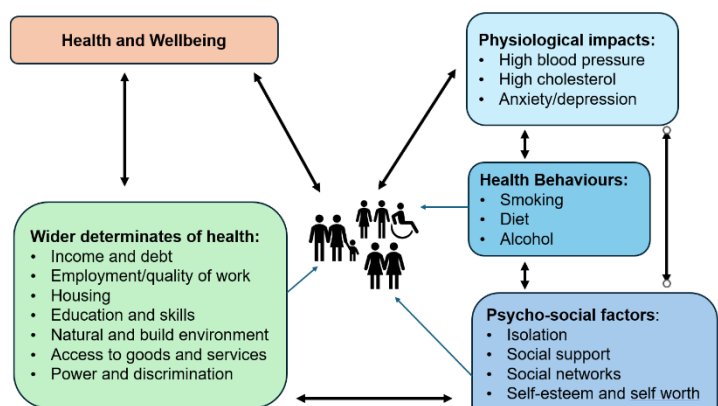 Health and Wellbeing
Physiological impacts:
• High blood pressure
• High cholesterol
• Anxiety/depression
Health Behaviours:
• Smoking
• Diet
• Alcohol
Wider determinates of health:
• Income and debt
• Employment/quality of work
• Housing
• Education and skills
• Natural and build environment
• Access to goods and services
• Power and discrimination
Psycho-social factors:
• Isolation
• Social support
• Social networks
• Self-esteem and self worth